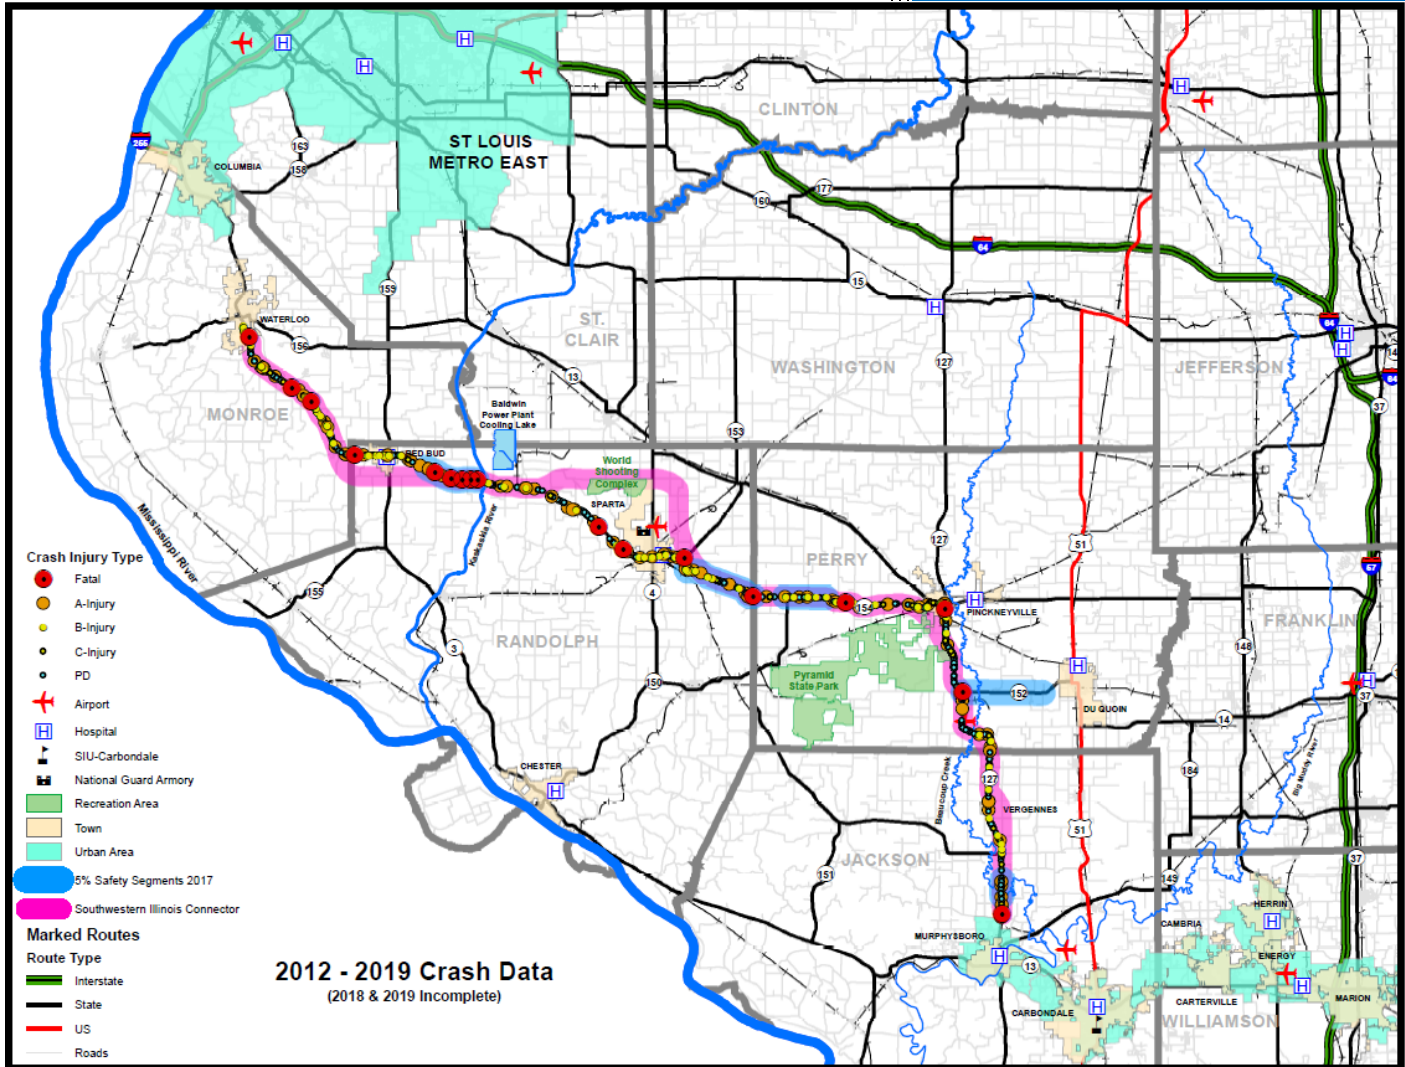 CLINTON
ST LOUIS
METRO EAST
255
COLUMBIA
163
158
177
160
64
159
15
WATERLOO
156
ST.
CLAIR
WASHINGTON
127
JEFFERSON
64
13
MONROE
Baldwin
Power Plant
Cooling Lake
153
37
RED BUD
World
Shooting
Complex
SPARTA
Mississippi River
Kaskaskia River
127
51
PERRY
57
Crash Injury Type
Fatal
A-Injury
B-Injury
C-Injury
PD
Airport
Hospital
SIU-Carbondale
National Guard Armory
Recreation Area
Town
Urban Area
5% Safety Segments 2017
Southwestern Illinois Connector
Marked Routes
Route Type
Interstate
State
US
Roads
155
4
154
PINCKNEYVILLE
FRANKLIN
RANDOLPH
3
148
150
Pyramid
State Park
152
37
DU QUOIN
14
CHESTER
Beaucoup Creek
Big Muddy River
184
127
VERGENNES
51
JACKSON
37
151
149
HERRIN
CAMBRIA
MURPHYSBORO
ENERGY
13
CARTERVILLE
MARION
CARBONDALE
WILLIAMSON
2012 - 2019 Crash Data
(2018 & 2019 Incomplete)